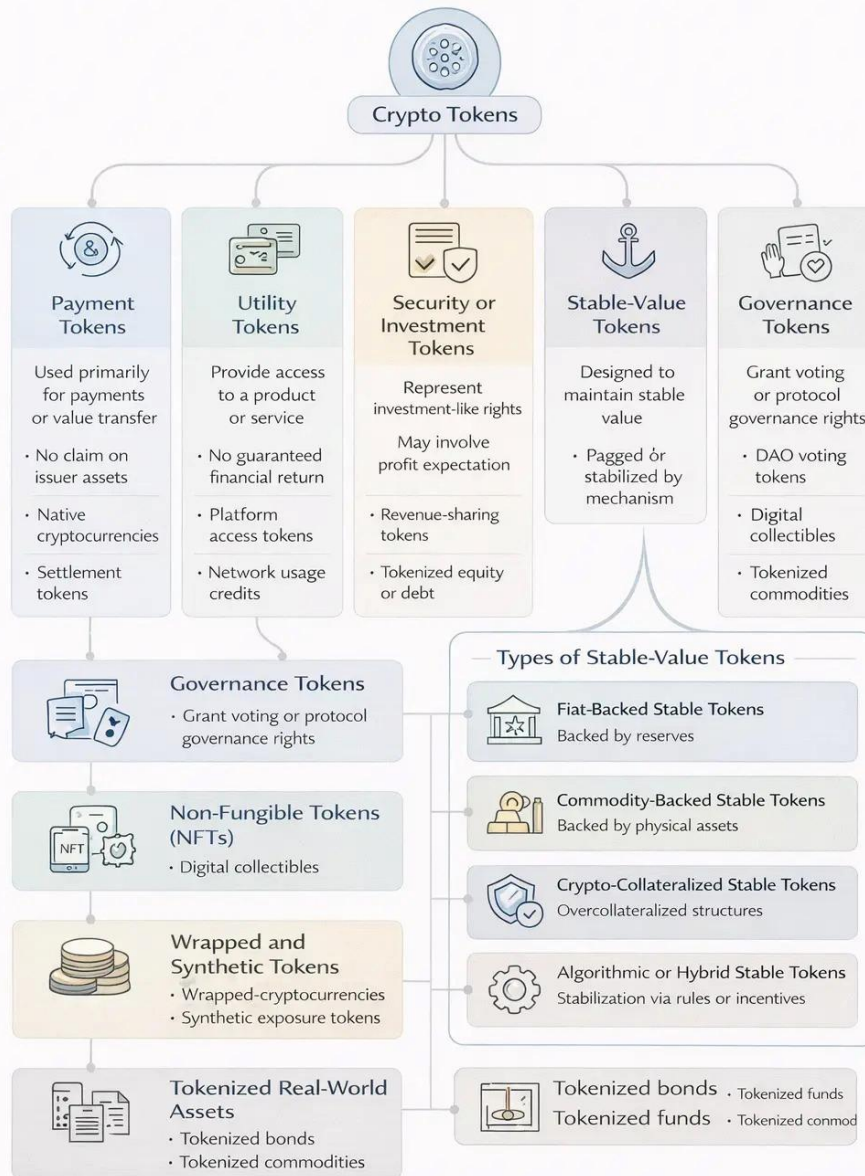 Crypto Tokens
Payment
Tokens
Used primarily
for payments
or value transfer
· No claim on
issuer assets
· Native
cryptocurrencies
· Settlement
tokens
Utility
Tokens
Provide access
to a product
or service
· No guaranteed
financial return
· Platform
access tokens
· Network usage
credits
Security or
Investment
Tokens
Represent
investment-like rights
May involve
profit expectation
· Revenue-sharing
tokens
· Tokenized equity
or debt
Stable-Value
Tokens
Designed to
maintain stable
value
· Pagged or
stabilized by
mechanism
Governance
Tokens
Grant voting
or protocol
governance rights
· DAO voting
tokens
· Digital
collectibles
· Tokenized
commodities
Governance Tokens
· Grant voting or protocol
governance rights
NFT
Non-Fungible Tokens
(NFTs)
· Digital collectibles
Wrapped and
Synthetic Tokens
· Wrapped-cryptocurrencies
· Synthetic exposure tokens
Tokenized Real-World
Assets
· Tokenized bonds
· Tokenized commodities
Types of Stable-Value Tokens
Fiat-Backed Stable Tokens
Backed by reserves
Commodity-Backed Stable Tokens
Backed by physical assets
Crypto-Collateralized Stable Tokens
Overcollateralized structures
Algorithmic or Hybrid Stable Tokens
Stabilization via rules or incentives
Tokenized bonds · Tokenized funds
Tokenized funds · Tokenized conmod